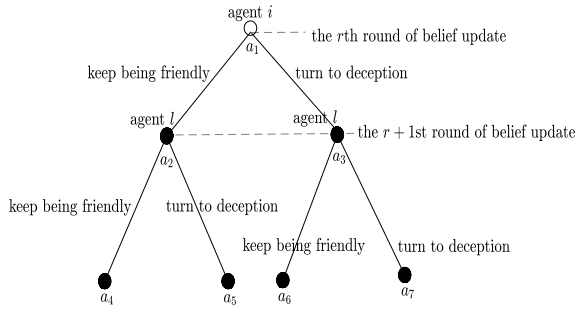 agent i
the rth round of belief update
a1
keep being friendly
turn to deception
agent l
agent l
the r + 1st round of belief update
a2
a3
keep being friendly
turn to deception
keep being friendly
turn to deception
a4
a5
a6
a7